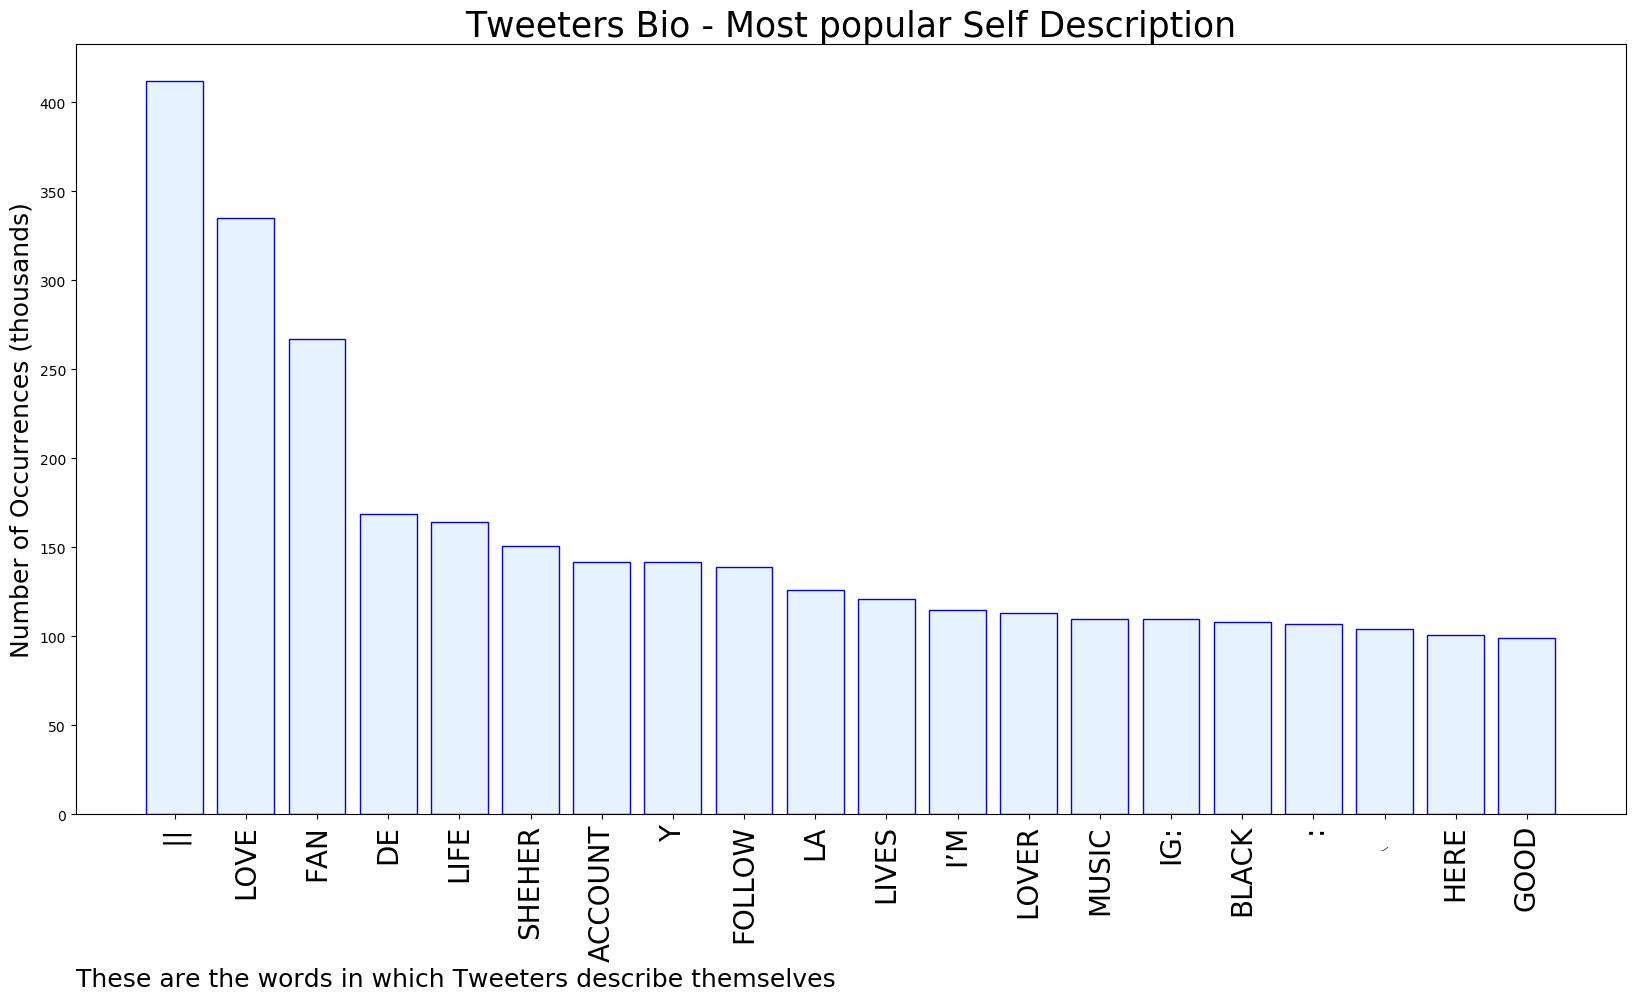 Tweeters Bio - Most popular Self Description
Number of Occurrences (thousands)
400
350
300
250
200
150
100
50
0
||
LOVE
FAN
DE
LIFE
SHEHER
ACCOUNT
Y
FOLLOW
LA
LIVES
I’M
LOVER
MUSIC
IG:
BLACK
:
HERE
GOOD
These are the words in which Tweeters describe themselves